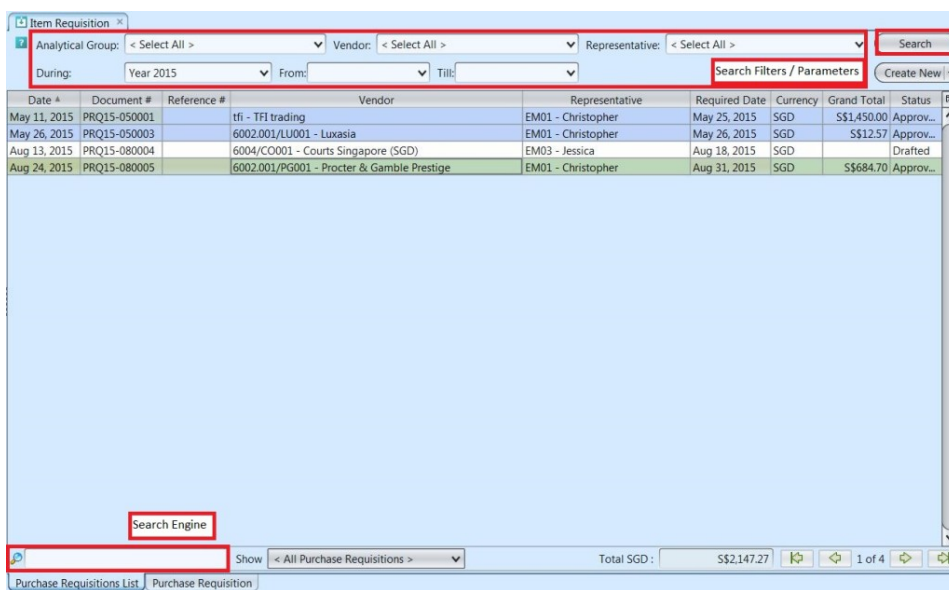 Item Requisition ×
? Analytical Group: < Select All > Vendor: < Select All > Representative: < Select All > Search
During: Year 2015 From: Till: Search Filters / Parameters Create New
Date Document # Reference # Vendor Representative Required Date Currency Grand Total Status
May 11, 2015 PRQ15-050001 tfi - TFI trading EM01 - Christopher May 25, 2015 SGD S$1,450.00 Approv...
May 26, 2015 PRQ15-050003 6002.001/LU001 - Luxasia EM01 - Christopher May 26, 2015 SGD S$12.57 Approv...
Aug 13, 2015 PRQ15-080004 6004/CO001 - Courts Singapore (SGD) EM03 - Jessica Aug 18, 2015 SGD Drafted
Aug 24, 2015 PRQ15-080005 6002.001/PG001 - Procter & Gamble Prestige EM01 - Christopher Aug 31, 2015 SGD S$684.70 Approv...
Search Engine
Show < All Purchase Requisitions > Total SGD : S$2,147.27 1 of 4
Purchase Requisitions List Purchase Requisition